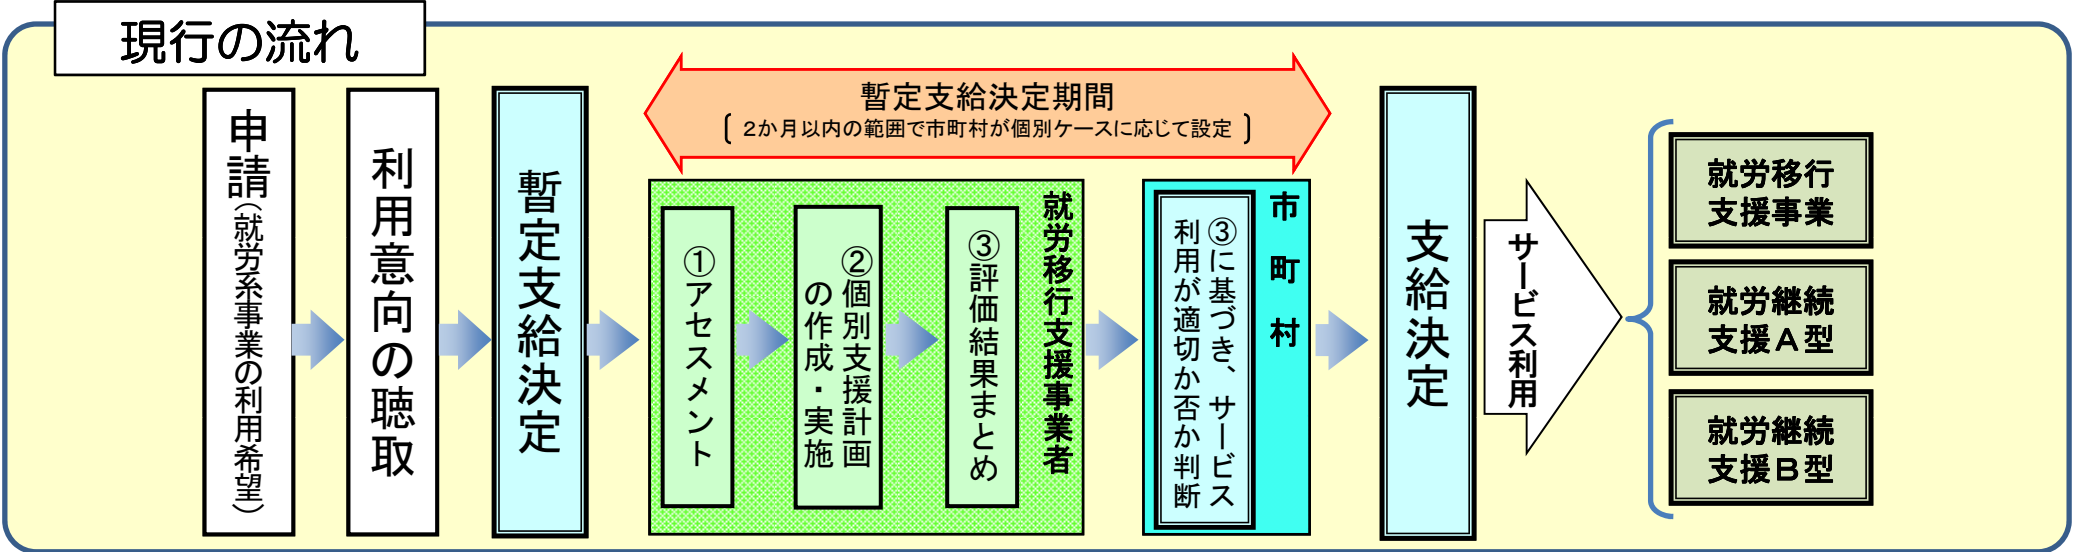 現行の流れ
申請（就労系事業の利用希望）
利用意向の聴取
暫定支給決定
暫定支給決定期間
〔 ２か月以内の範囲で市町村が個別ケースに応じて設定 〕
就労移行支援事業者
①アセスメント
②個別支援計画
の作成・実施
③評価結果まとめ
市町村
③に基づき、サービス
利用が適切か否か判断
支給決定
サービス利用
就労移行
支援事業
就労継続
支援Ａ型
就労継続
支援Ｂ型